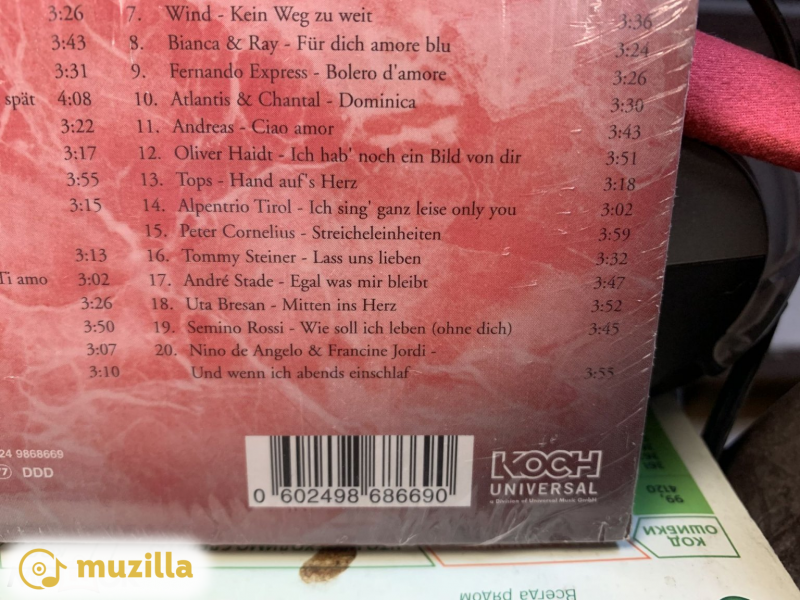 3:26
3:43
3:31
spät 4:08
3:22
3:17
3:55
3:15
3:13
Ti amo 3:02
3:26
3:50
3:07
3:10
7. Wind - Kein Weg zu weit 3:36
8. Bianca & Ray - Für dich amore blu 3:24
9. Fernando Express - Bolero d'amore 3:26
10. Atlantis & Chantal - Dominica 3:30
11. Andreas - Ciao amor 3:43
12. Oliver Haidt - Ich hab' noch ein Bild von dir 3:51
13. Tops - Hand auf's Herz 3:18
14. Alpentrio Tirol - Ich sing' ganz leise only you 3:02
15. Peter Cornelius - Streicheleinheiten 3:59
16. Tommy Steiner - Lass uns lieben 3:32
17. André Stade - Egal was mir bleibt 3:47
18. Uta Bresan - Mitten ins Herz 3:52
19. Semino Rossi - Wie soll ich leben (ohne dich) 3:45
20. Nino de Angelo & Francine Jordi -
Und wenn ich abends einschlaf 3:55
24 9868669
DDD
0 602498 686690
KOCH
UNIVERSAL
a Division of Universal Music GmbH
99,
4120
КОД
ОШИБКИ
Всегда рядом
muzilla